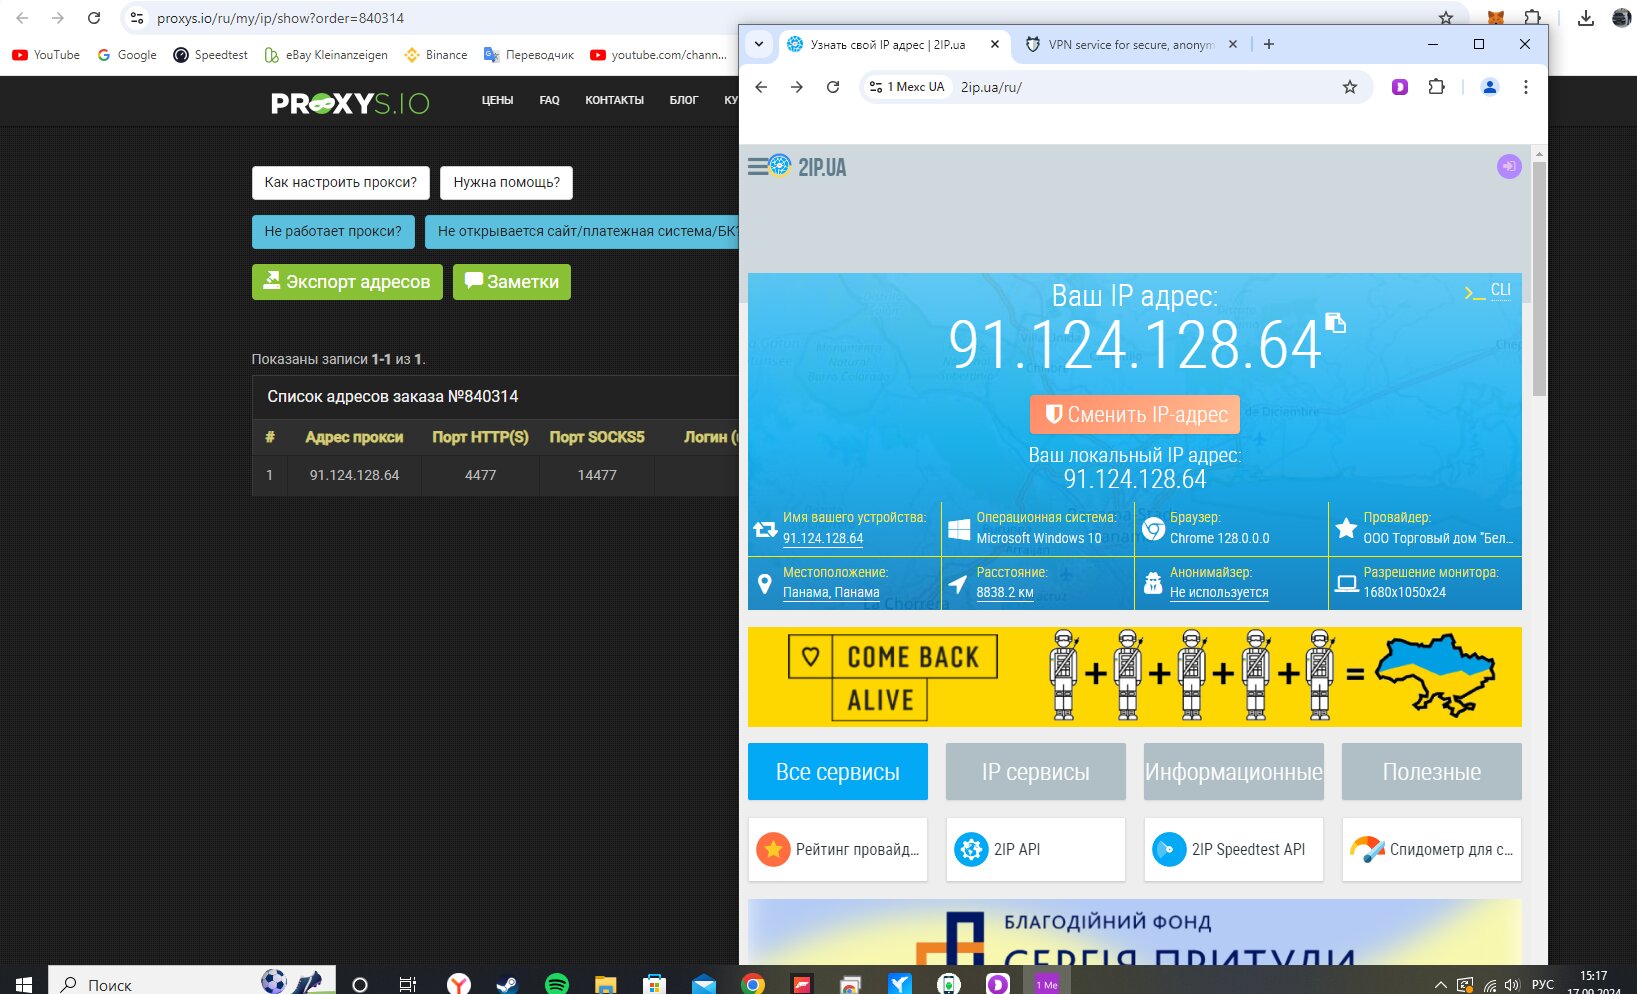 proxys.io/ru/my/ip/show?order=840314
YouTube
Google
Speedtest
eBay Kleinanzeigen
Binance
Переводчик
youtube.com/chann...
PROXYS.IO
ЦЕНЫ
FAQ
КОНТАКТЫ
БЛОГ
Как настроить прокси?
Нужна помощь?
Не работает прокси?
Не открывается сайт/платежная система/БК?
Экспорт адресов
Заметки
Показаны записи 1-1 из 1.
Список адресов заказа №840314
# Адрес прокси Порт HTTP(S) Порт SOCKS5 Логин
1 91.124.128.64 4477 14477
Узнать свой IP адрес | 2IP.ua
VPN service for secure, anonym
1 Мехс UA
2ip.ua/ru/
2IP.UA
CLI
Ваш IP адрес:
91.124.128.64
Сменить IP-адрес
Ваш локальный IP адрес:
91.124.128.64
Имя вашего устройства:
91.124.128.64
Операционная система:
Microsoft Windows 10
Браузер:
Chrome 128.0.0.0
Провайдер:
ООО Торговый дом "Бел...
Местоположение:
Панама, Панама
Расстояние:
8838.2 км
Анонимайзер:
Не используется
Разрешение монитора:
1680x1050x24
COME BACK
ALIVE
Все сервисы
IP сервисы
Информационные
Полезные
Рейтинг провайд...
2IP API
2IP Speedtest API
Спидометр для с...
БЛАГОДІЙНИЙ ФОНД
СЕРГІЯ ПРИТУЛИ
Поиск
1 Ме
РУС
15:17
17.09.2024